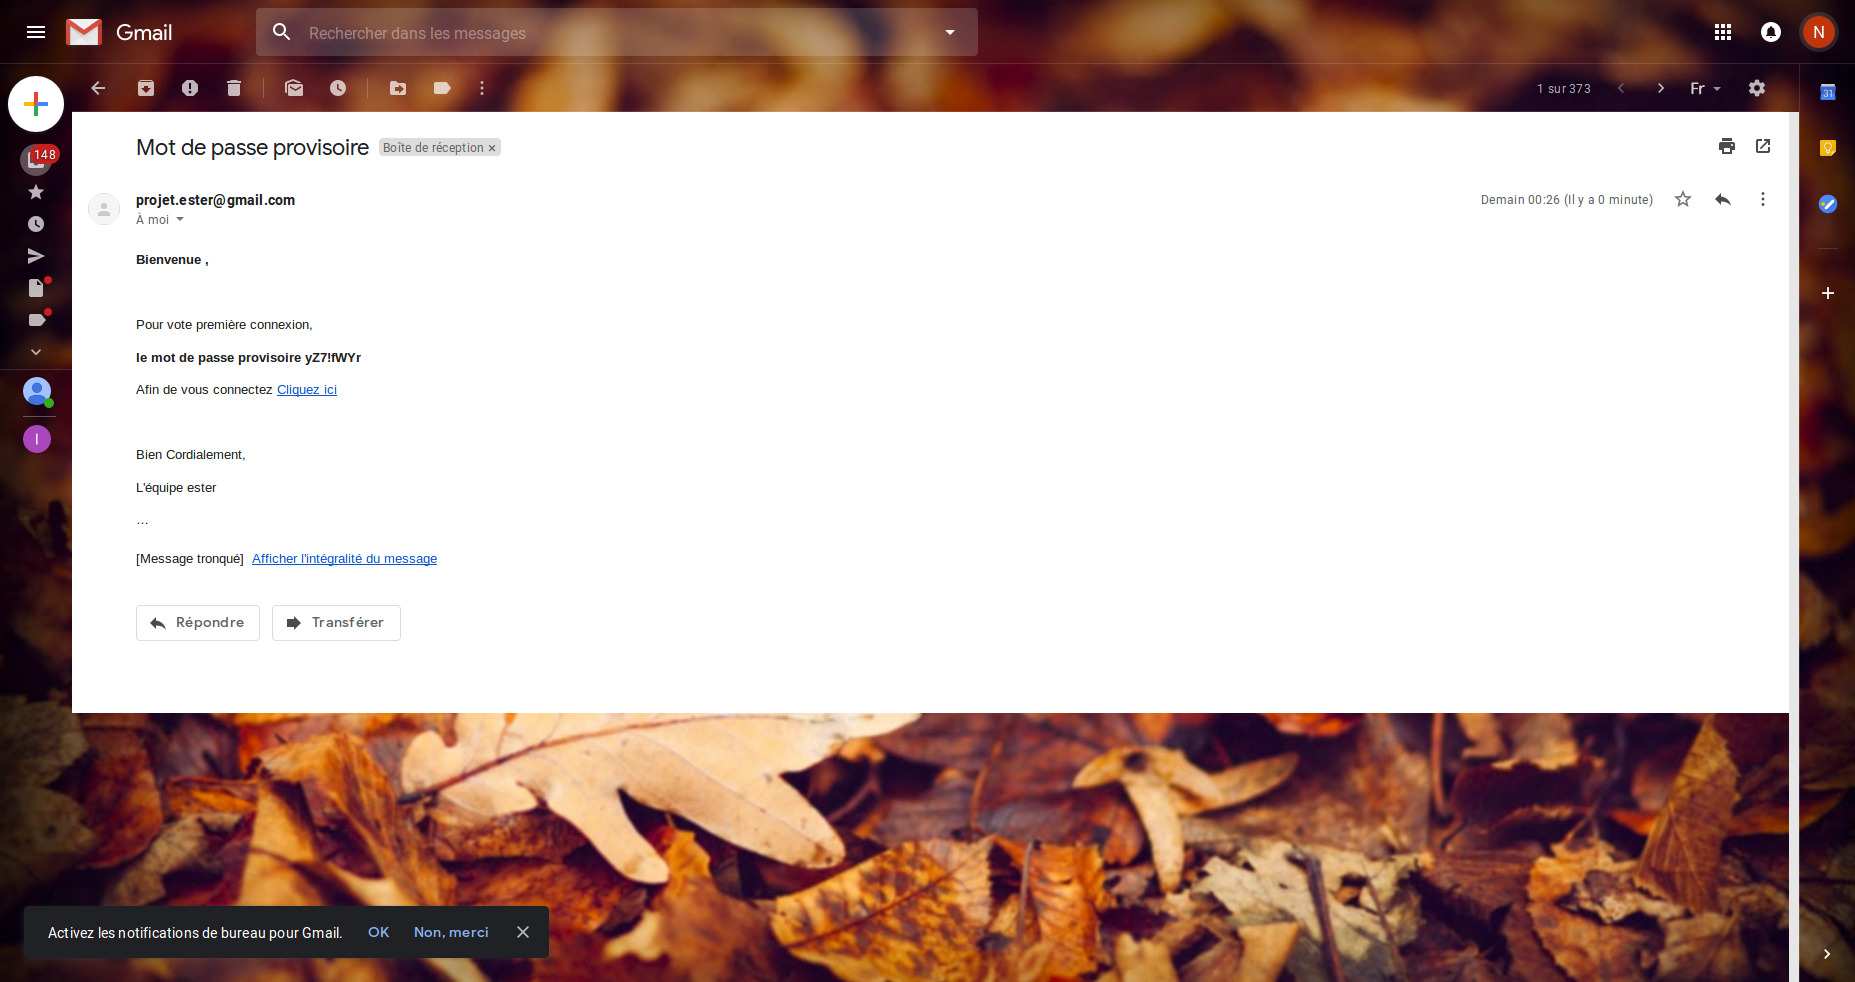 Gmail
Rechercher dans les messages
N
1 sur 373
Fr
31
148
Mot de passe provisoire
Boîte de réception ×
projet.ester@gmail.com
Demain 00:26 (Il y a 0 minute)
À moi
Bienvenue ,
Pour vote première connexion,
le mot de passe provisoire yZ7!fWYr
Afin de vous connectez Cliquez ici
I
Bien Cordialement,
L'équipe ester
...
[Message tronqué] Afficher l'intégralité du message
Répondre
Transférer
Activez les notifications de bureau pour Gmail. OK Non, merci